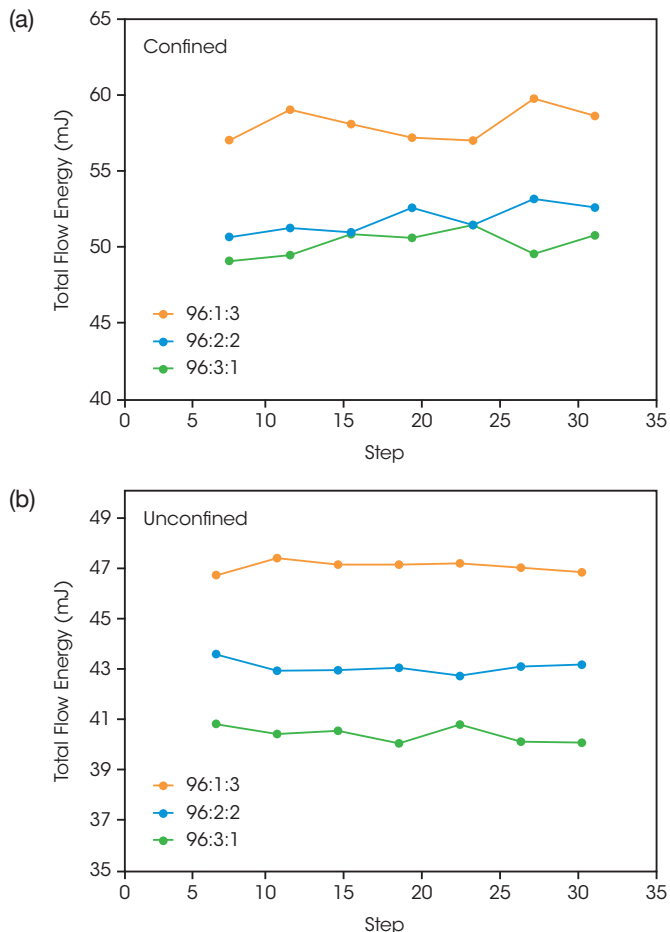 (a)
Confined
Total Flow Energy (mJ)
65
60
55
50
45
40
96:1:3
96:2:2
96:3:1
0 5 10 15 20 25 30 35
Step
(b)
Unconfined
Total Flow Energy (mJ)
49
47
45
43
41
39
37
35
96:1:3
96:2:2
96:3:1
0 5 10 15 20 25 30 35
Step